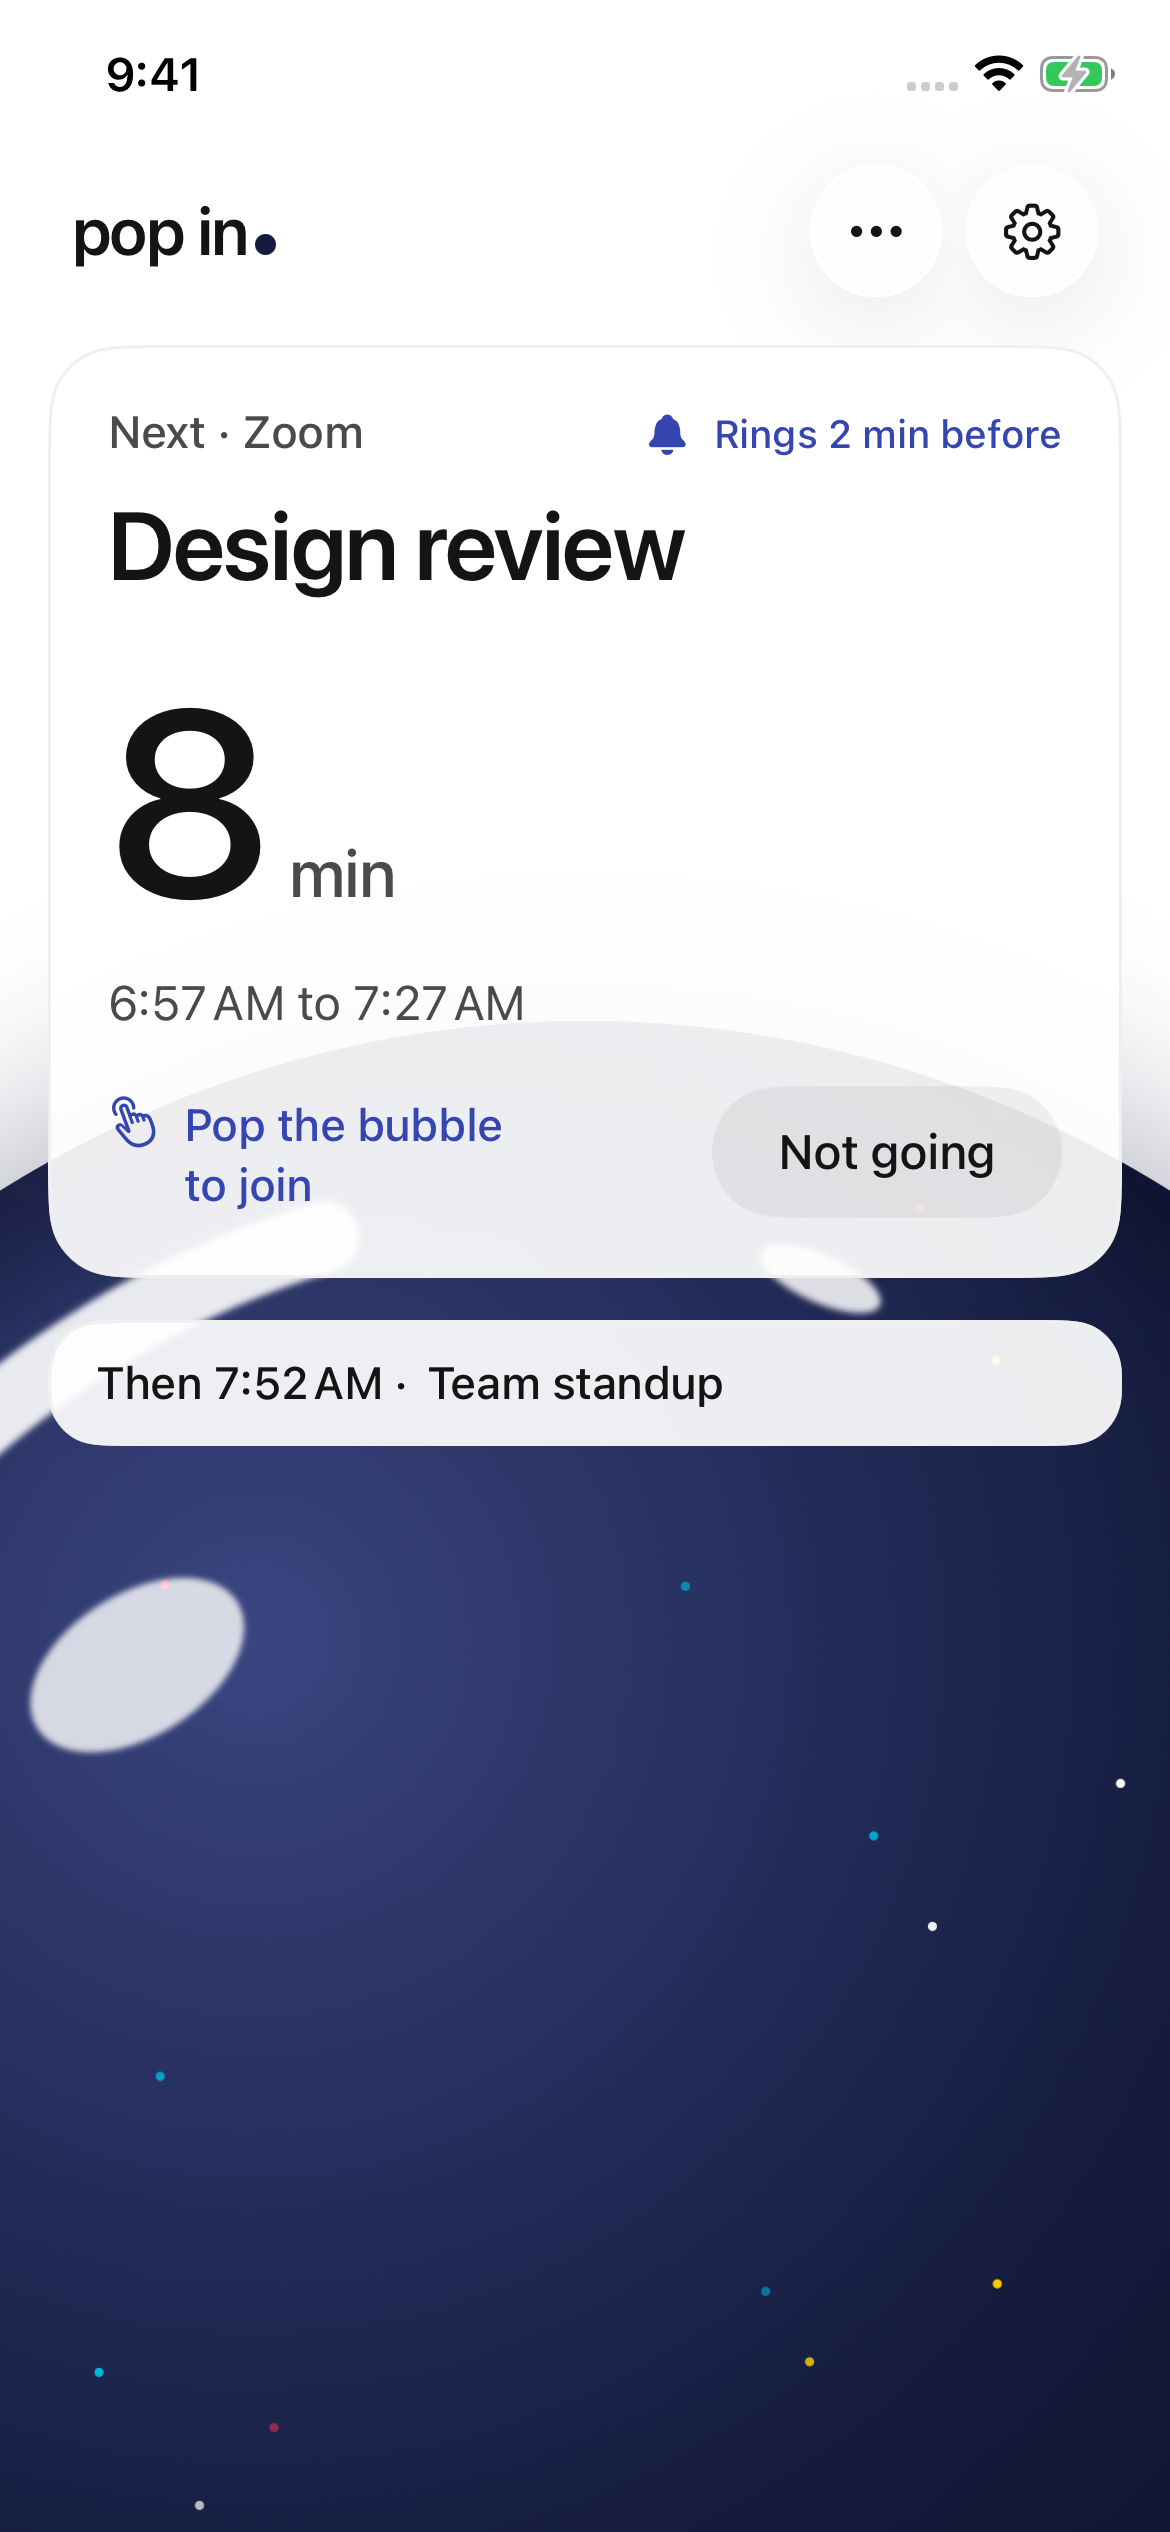 9:41
pop in.
Next · Zoom
Rings 2 min before
Design review
8 min
6:57 AM to 7:27 AM
Pop the bubble
to join
Not going
Then 7:52 AM · Team standup